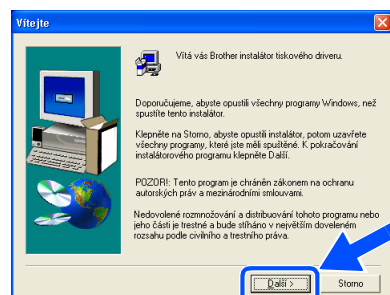 Vítejte
Vítá vás Brother instalátor tiskového driveru.
Doporučujeme, abyste opustili všechny programy Windows, než
spustíte tento instalátor.
Klepněte na Storno, abyste opustili instalátor, potom uzavřete
všechny programy, které jste měli spuštěné. K pokračování
instalátorového programu klepněte Další.
POZOR!: Tento program je chráněn zákonem na ochranu
autorských práv a mezinárodními smlouvami.
Nedovolené rozmnožování a distribuování tohoto programu nebo
jeho části je trestné a bude stíháno v největším dovoleném
rozsahu podle civilního a trestního práva.
Další >
Storno